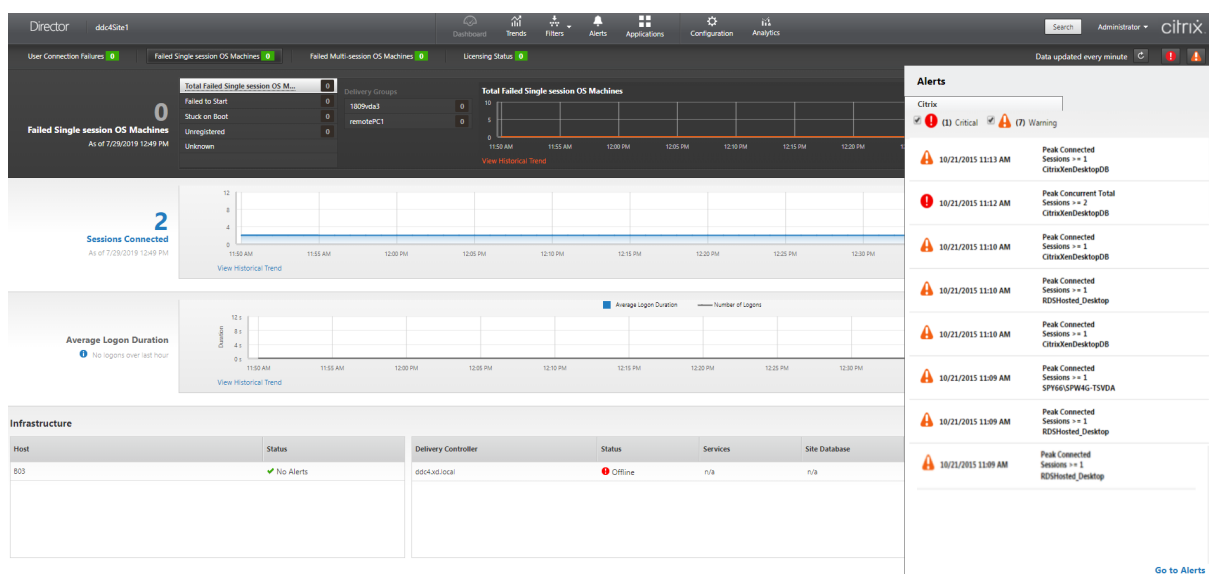 Director ddc4Site1
Dashboard Trends Filters Alerts Applications Configuration Analytics
Search Administrator citrix
User Connection Failures 0 Failed Single session OS Machines 0 Failed Multi-session OS Machines 0 Licensing Status 0
Data updated every minute
0
Failed Single session OS Machines
As of 7/29/2019 12:49 PM
Total Failed Single session OS M... 0
Failed to Start 0
Stuck on Boot 0
Unregistered 0
Unknown
Delivery Groups
1809vda3 0
remotePC1 0
Total Failed Single session OS Machines
10
5
0
11:50 AM 11:55 AM 12:00 PM 12:05 PM 12:10 PM 12:15 PM 12:20 PM
View Historical Trend
2
Sessions Connected
As of 7/29/2019 12:49 PM
12
8
4
0
11:50 AM 11:55 AM 12:00 PM 12:05 PM 12:10 PM 12:15 PM 12:20 PM 12:25 PM 12:30 PM
View Historical Trend
Average Logon Duration
No logons over last hour
Average Logon Duration Number of Logons
Duration
12 s
8 s
4 s
0 s
11:50 AM 11:55 AM 12:00 PM 12:05 PM 12:10 PM 12:15 PM 12:20 PM 12:25 PM 12:30 PM
View Historical Trend
Infrastructure
Host Status
B03 No Alerts
Delivery Controller Status Services Site Database
ddc4.xd.local Offline n/a n/a
Alerts
Citrix
(1) Critical (7) Warning
10/21/2015 11:13 AM
Peak Connected
Sessions >= 1
CitrixXenDesktopDB
10/21/2015 11:12 AM
Peak Concurrent Total
Sessions >= 2
CitrixXenDesktopDB
10/21/2015 11:10 AM
Peak Connected
Sessions >= 1
CitrixXenDesktopDB
10/21/2015 11:10 AM
Peak Connected
Sessions >= 1
RDSHosted_Desktop
10/21/2015 11:10 AM
Peak Connected
Sessions >= 1
CitrixXenDesktopDB
10/21/2015 11:09 AM
Peak Connected
Sessions >= 1
SPY66\SPW4G-TSVDA
10/21/2015 11:09 AM
Peak Connected
Sessions >= 1
RDSHosted_Desktop
10/21/2015 11:09 AM
Peak Connected
Sessions >= 1
RDSHosted_Desktop
Go to Alerts